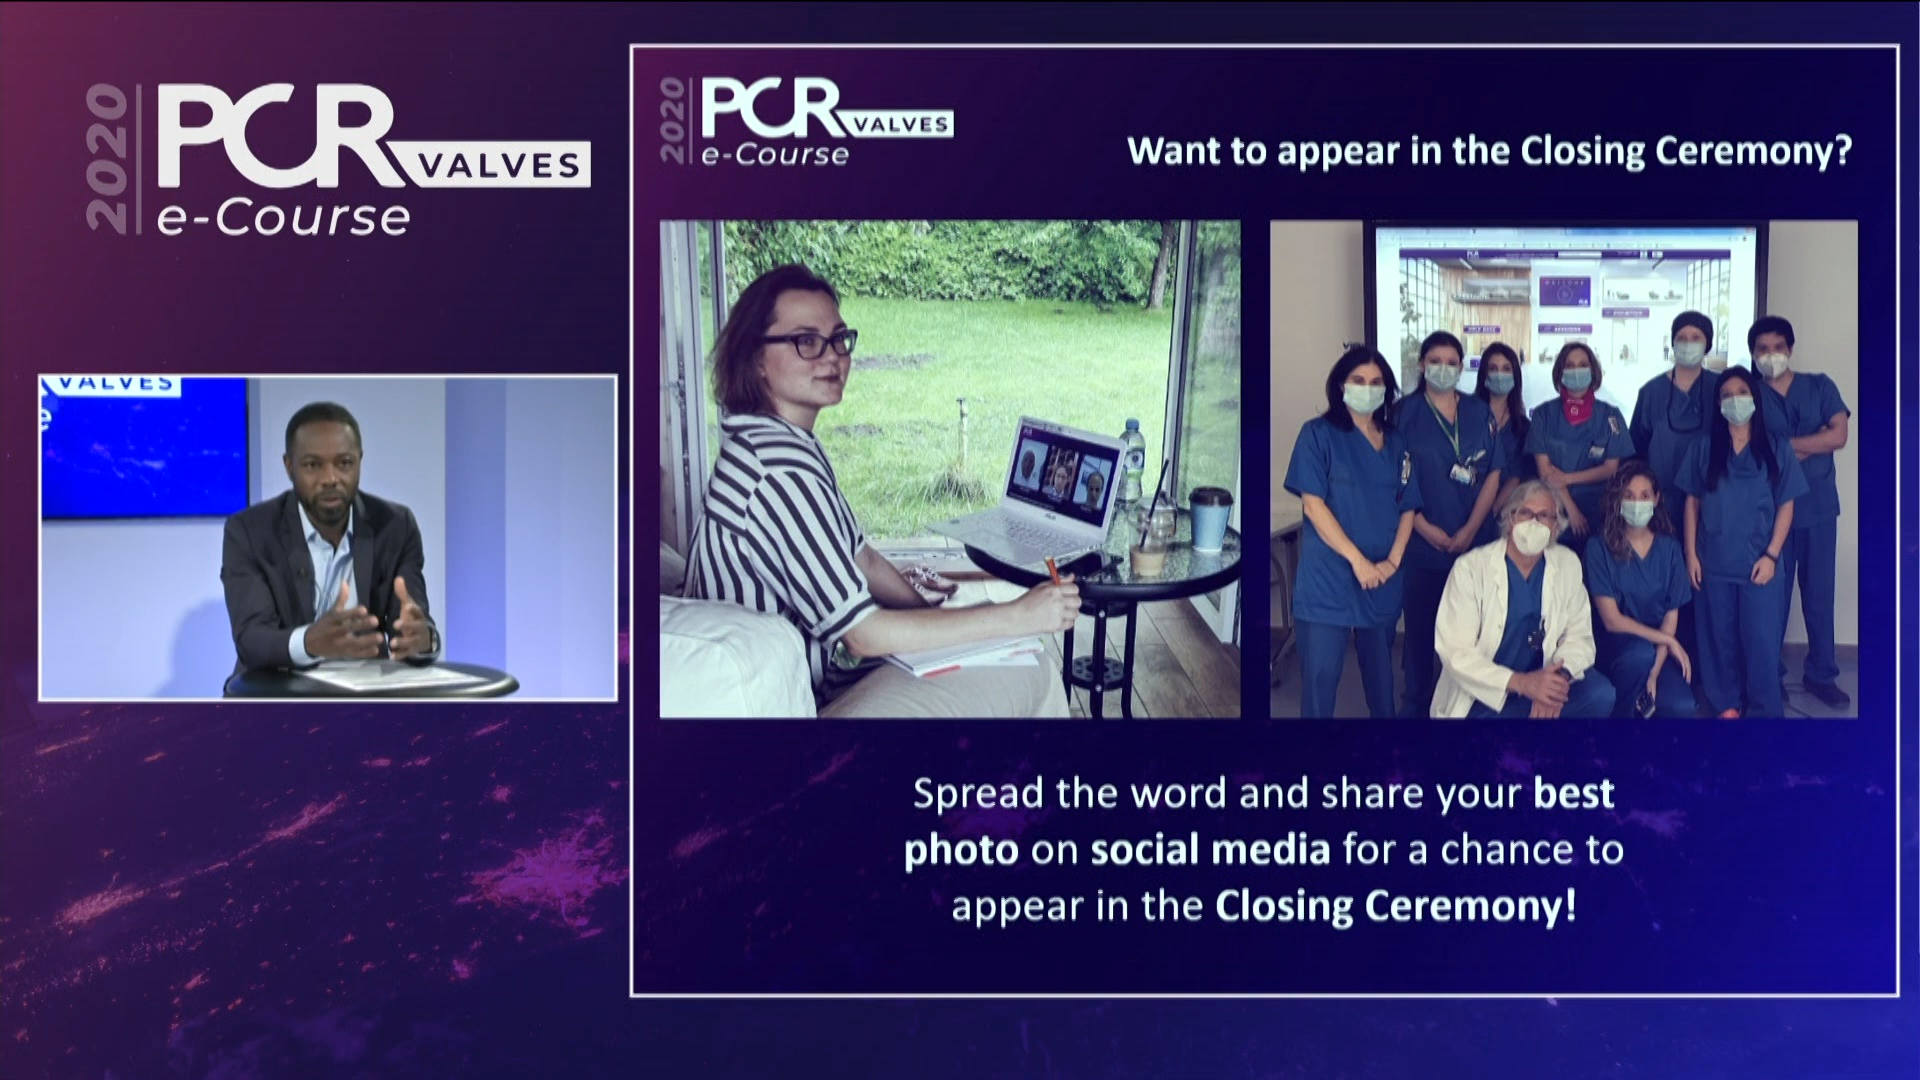 2020
PCR
VALVES
e-Course
VALVES
e
2020
PCR
VALVES
e-Course
Want to appear in the Closing Ceremony?
Spread the word and share your best
photo on social media for a chance to
appear in the Closing Ceremony!